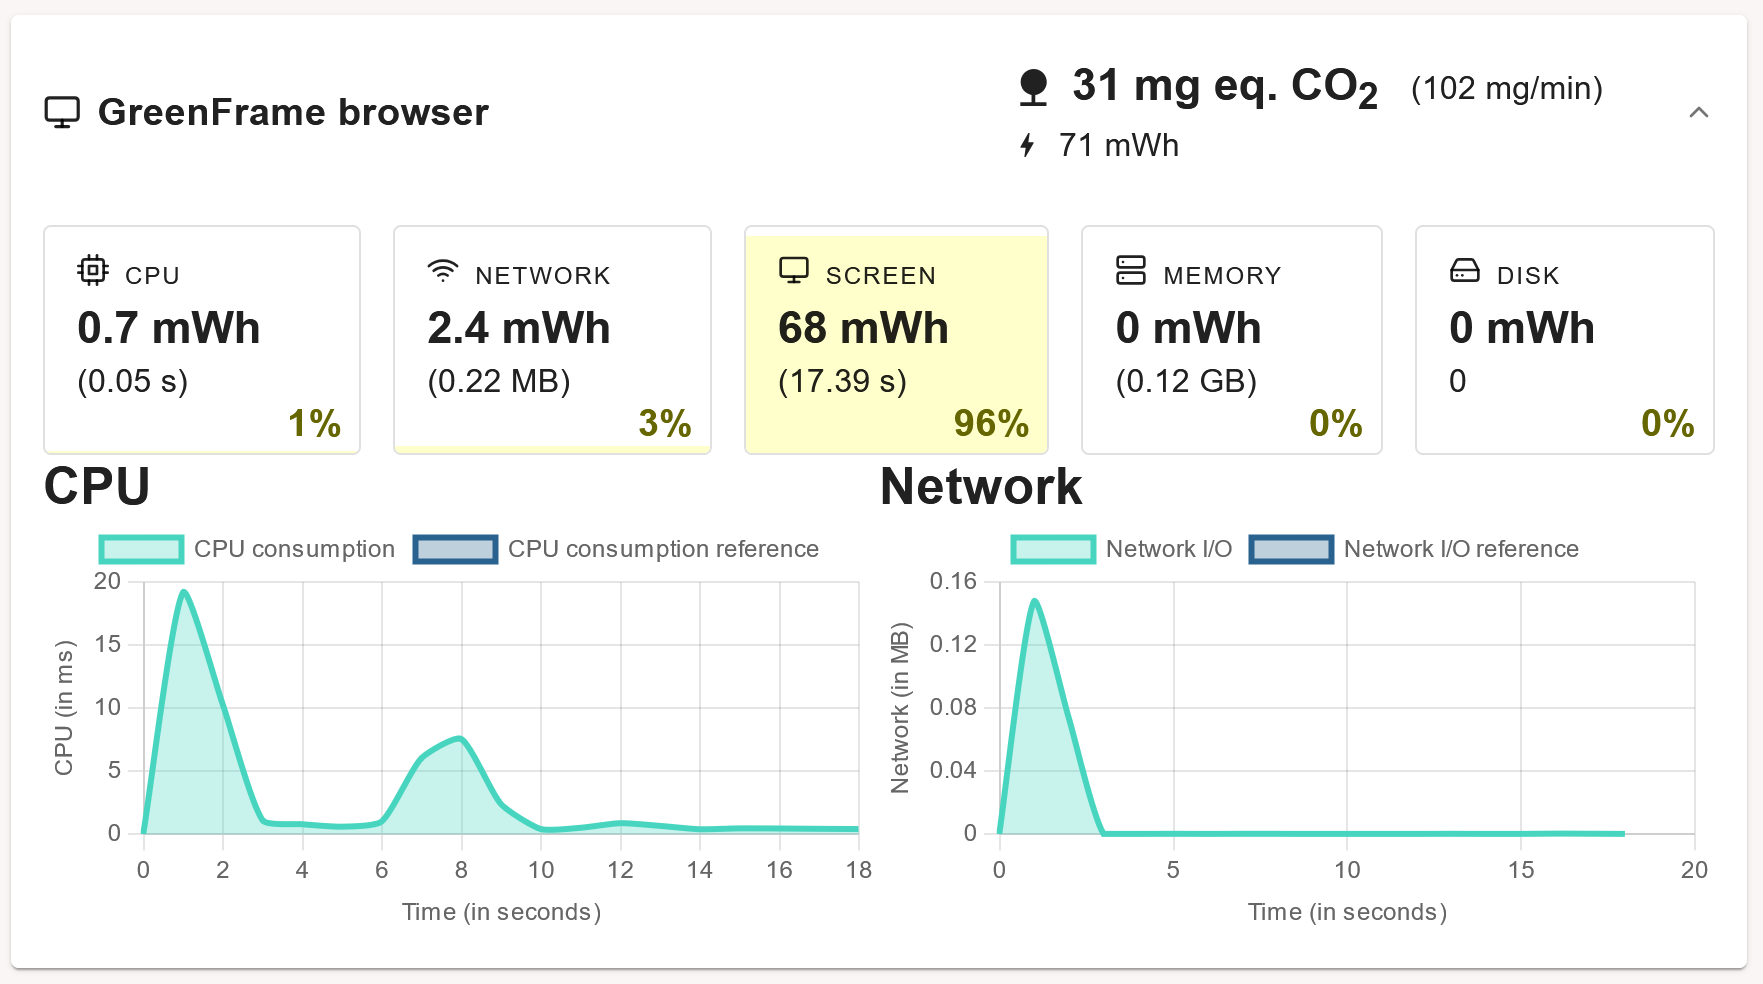 GreenFrame browser
31 mg eq. CO2 (102 mg/min)
71 mWh
CPU
0.7 mWh
(0.05 s)
1%
NETWORK
2.4 mWh
(0.22 MB)
3%
SCREEN
68 mWh
(17.39 s)
96%
MEMORY
0 mWh
(0.12 GB)
0%
DISK
0 mWh
0
0%
CPU
CPU consumption CPU consumption reference
CPU (in ms)
20
15
10
5
0
0 2 4 6 8 10 12 14 16 18
Time (in seconds)
Network
Network I/O Network I/O reference
Network (in MB)
0.16
0.12
0.08
0.04
0
0 5 10 15 20
Time (in seconds)